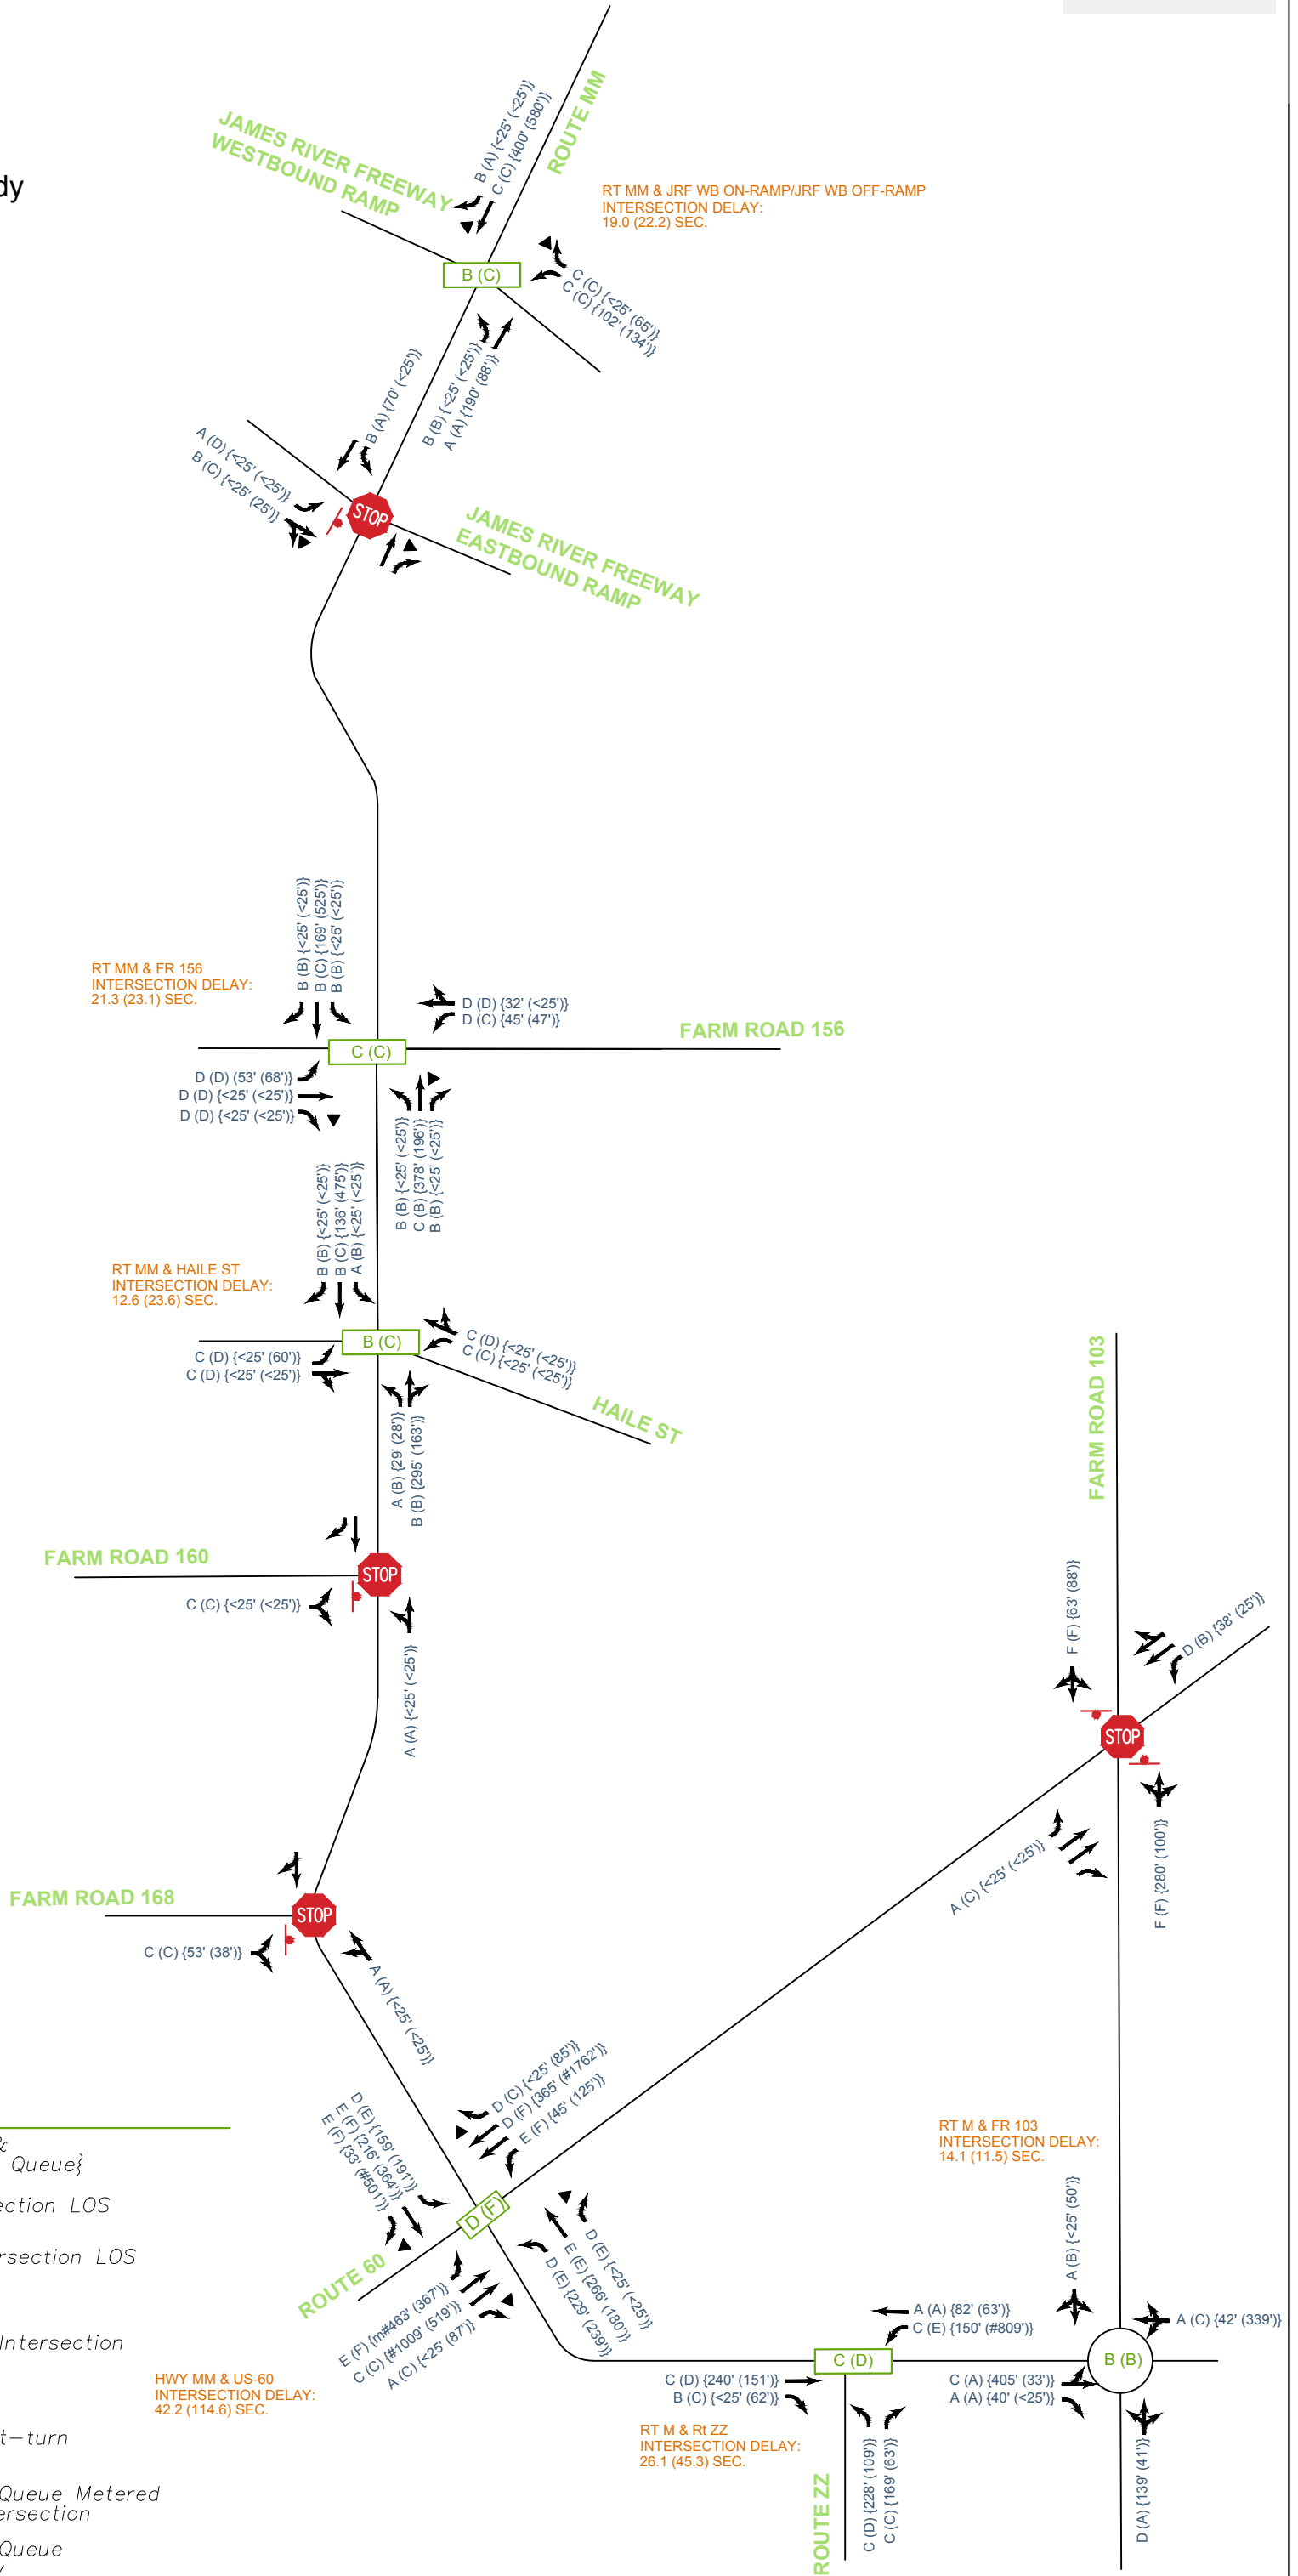 dy
ROUTE MM
B (A) {<25' (<25')}
C (C) {400' (580')}
JAMES RIVER FREEWAY
WESTBOUND RAMP
RT MM & JRF WB ON-RAMP/JRF WB OFF-RAMP
INTERSECTION DELAY:
19.0 (22.2) SEC.
B (C)
C (C) {<25' (65')}
C (C) {102' (134')}
B (A) {70' (<25')}
B (B) {<25' (<25')}
A (A) {190' (88')}
A (D) {<25' (<25')}
B (C) {<25' (25')}
STOP
JAMES RIVER FREEWAY
EASTBOUND RAMP
B (B) {<25' (<25')}
B (C) {169' (525')}
B (B) {<25' (<25')}
RT MM & FR 156
INTERSECTION DELAY:
21.3 (23.1) SEC.
D (D) {32' (<25')}
D (C) {45' (47')}
FARM ROAD 156
C (C)
D (D) (53' (68')}
D (D) {<25' (<25')}
D (D) {<25' (<25')}
B (B) {<25' (<25')}
C (B) {378' (196')}
B (B) {<25' (<25')}
B (B) {<25' (<25')}
B (C) {136' (475')}
A (B) {<25' (<25')}
RT MM & HAILE ST
INTERSECTION DELAY:
12.6 (23.6) SEC.
B (C)
C (D) {<25' (<25')}
C (C) {<25' (<25')}
C (D) {<25' (60')}
C (D) {<25' (<25')}
HAILE ST
A (B) {29' (28')}
B (B) {295' (163')}
FARM ROAD 103
FARM ROAD 160
STOP
C (C) {<25' (<25')}
A (A) {<25' (<25')}
F (F) {63' (88')}
D (B) {38' (25')}
STOP
A (C) {<25' (<25')}
F (F) {280' (100')}
FARM ROAD 168
STOP
C (C) {53' (38')}
A (A) {<25' (<25')}
D (C) {<25' (85')}
D (F) {365' (#1762')}
E (F) {45' (125')}
D (E) {159' (191')}
E (F) {216' (364')}
E (F) {33' (#501')}
D (F)
ROUTE 60
D (E) {<25' (<25')}
E (E) {266' (180')}
D (E) {229' (239')}
E (F) {m#463' (367')}
C (C) {#1009' (519')}
A (C) {<25' (87')}
RT M & FR 103
INTERSECTION DELAY:
14.1 (11.5) SEC.
A (B) {<25' (50')}
A (A) {82' (63')}
C (E) {150' (#809')}
A (C) {42' (339')}
C (D)
B (B)
C (D) {240' (151')}
B (C) {<25' (62')}
C (A) {405' (33')}
A (A) {40' (<25')}
HWY MM & US-60
INTERSECTION DELAY:
42.2 (114.6) SEC.
RT M & Rt ZZ
INTERSECTION DELAY:
26.1 (45.3) SEC.
ROUTE ZZ
C (D) {228' (109')}
C (C) {169' (63')}
D (A) {139' (41')}
&
Queue}
ction LOS
rsection LOS
Intersection
t-turn
Queue Metered
ersection
Queue